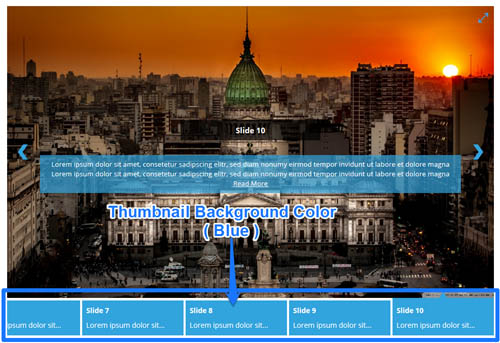 Slide 10
Lorem ipsum dolor sit amet, consetetur sadipscing elitr, sed diam nonumy eirmod tempor invidunt ut labore et dolore magna
Lorem ipsum dolor sit amet, consetetur sadipscing elitr, sed diam nonumy eirmod tempor invidunt ut labore et dolore magna
Read More
Thumbnail Background Color
( Blue )
Slide 7
Slide 8
Slide 9
Slide 10
psum dolor sit...
Lorem ipsum dolor sit...
Lorem ipsum dolor sit...
Lorem ipsum dolor sit...
Lorem ipsum dolor sit...